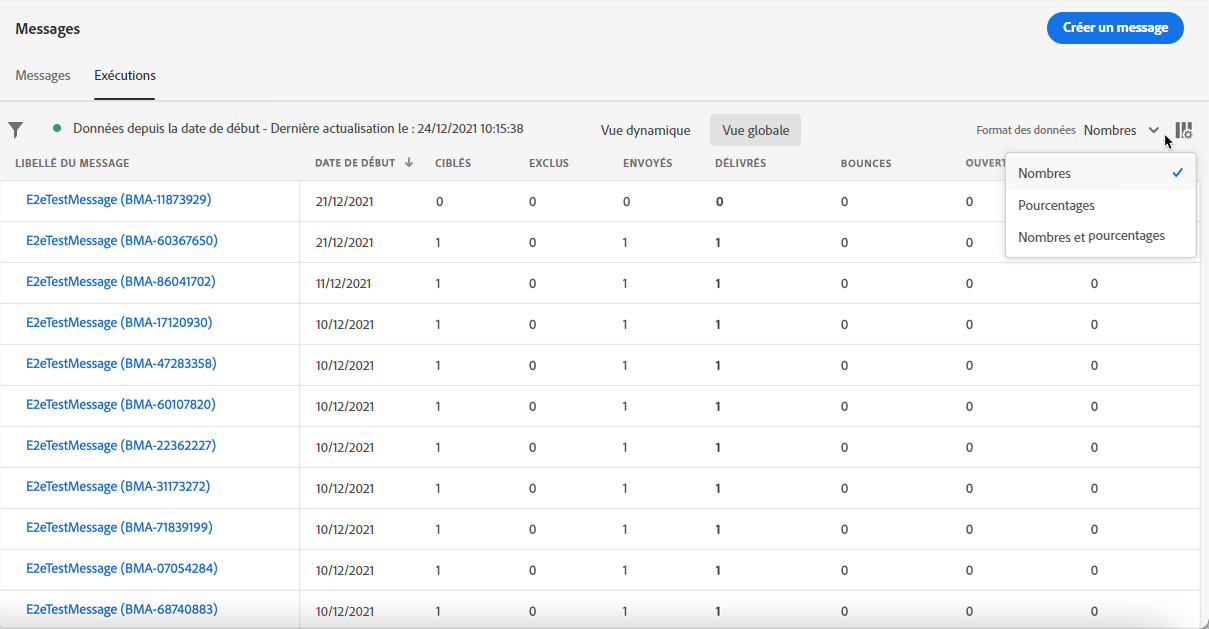 Messages
Créer un message
Messages Exécutions
Données depuis la date de début - Dernière actualisation le : 24/12/2021 10:15:38 Vue dynamique Vue globale Format des données Nombres
LIBELLÉ DU MESSAGE DATE DE DÉBUT CIBLÉS EXCLUS ENVOYÉS DÉLIVRÉS BOUNCES
Nombres
Pourcentages
Nombres et pourcentages
E2eTestMessage (BMA-11873929) 21/12/2021 0 0 0 0 0 0
E2eTestMessage (BMA-60367650) 21/12/2021 1 0 1 1 0 0
E2eTestMessage (BMA-86041702) 11/12/2021 1 0 1 1 0 0 0
E2eTestMessage (BMA-17120930) 10/12/2021 1 0 1 1 0 0 0
E2eTestMessage (BMA-47283358) 10/12/2021 1 0 1 1 0 0 0
E2eTestMessage (BMA-60107820) 10/12/2021 1 0 1 1 0 0 0
E2eTestMessage (BMA-22362227) 10/12/2021 1 0 1 1 0 0 0
E2eTestMessage (BMA-31173272) 10/12/2021 1 0 1 1 0 0 0
E2eTestMessage (BMA-71839199) 10/12/2021 1 0 1 1 0 0 0
E2eTestMessage (BMA-07054284) 10/12/2021 1 0 1 1 0 0 0
E2eTestMessage (BMA-68740883) 10/12/2021 1 0 1 1 0 0 0